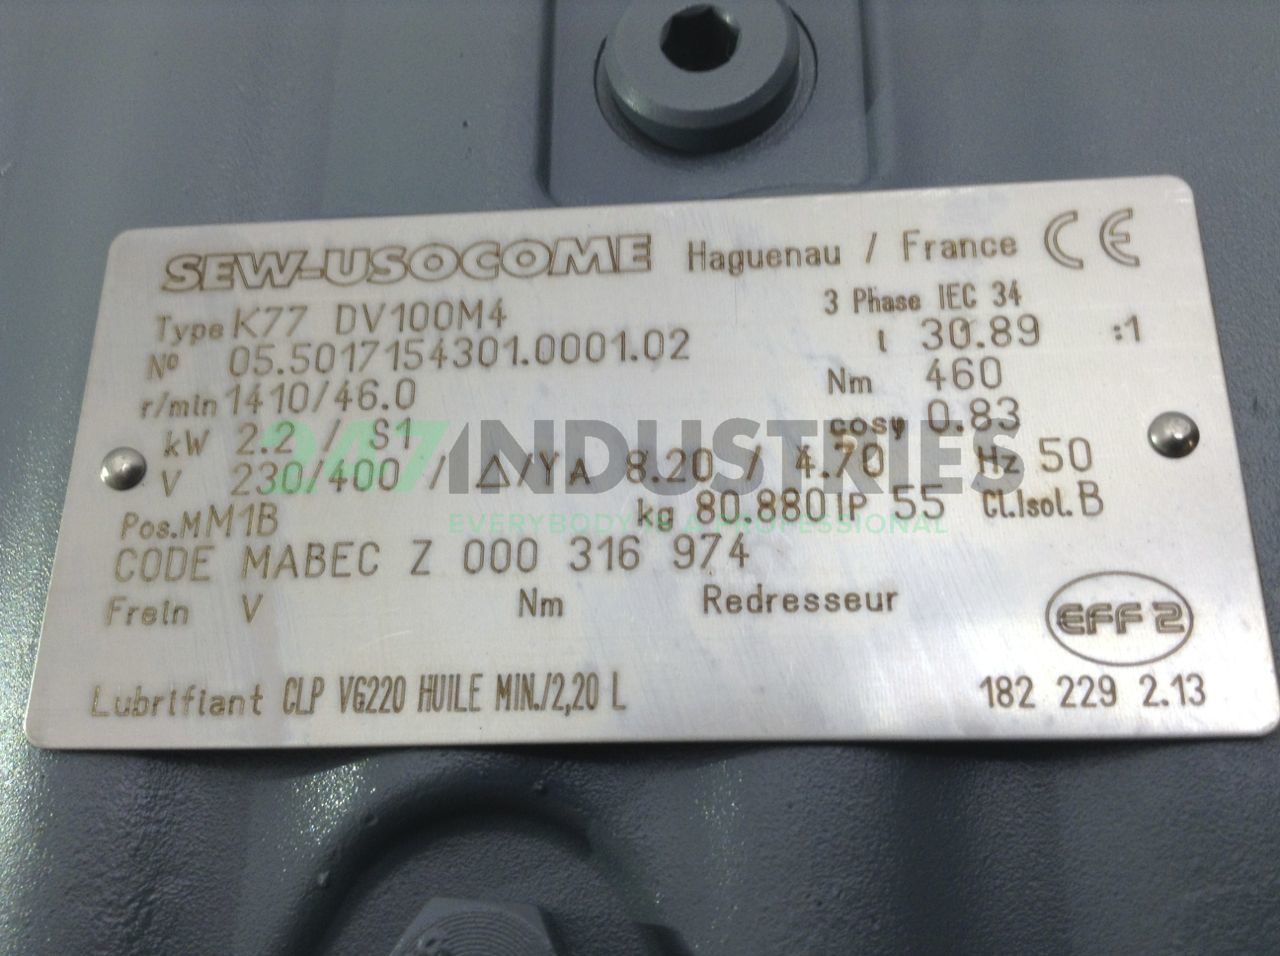 SEW-USOCOME Haguenau / France CE
Type K77 DV100M4 3 Phase IEC 34
Nº 05.5017154301.0001.02 i 30.89 :1
r/min 1410/46.0 Nm 460
kW 2.2 / S1 cosφ 0.83
V 230/400 / Δ/Y A 8.20 / 4.70 Hz 50
Pos.M M1B kg 80.880 IP 55 Cl.Isol. B
CODE MABEC Z 000 316 974
Frein V Nm Redresseur
EFF 2
Lubrifiant CLP VG220 HUILE MIN./2,20 L 182 229 2.13
247INDUSTRIES
EVERYBODY IS A PROFESSIONAL